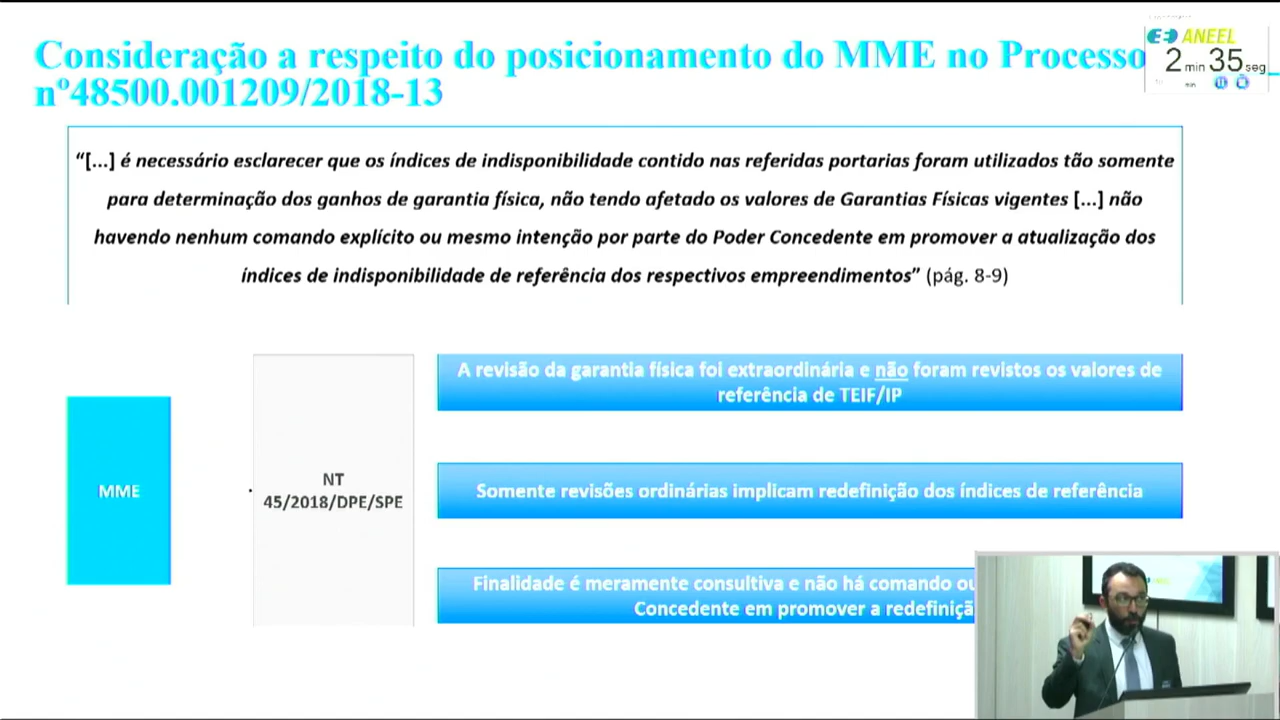 Consideração a respeito do posicionamento do MME no Processo
nº48500.001209/2018-13
ANEEL
2 min 35 seg
min
“[...] é necessário esclarecer que os índices de indisponibilidade contido nas referidas portarias foram utilizados tão somente
para determinação dos ganhos de garantia física, não tendo afetado os valores de Garantias Físicas vigentes [...] não
havendo nenhum comando explícito ou mesmo intenção por parte do Poder Concedente em promover a atualização dos
índices de indisponibilidade de referência dos respectivos empreendimentos” (pág. 8-9)
MME
NT
45/2018/DPE/SPE
A revisão da garantia física foi extraordinária e não foram revistos os valores de
referência de TEIF/IP
Somente revisões ordinárias implicam redefinição dos índices de referência
Finalidade é meramente consultiva e não há comando ou
Concedente em promover a